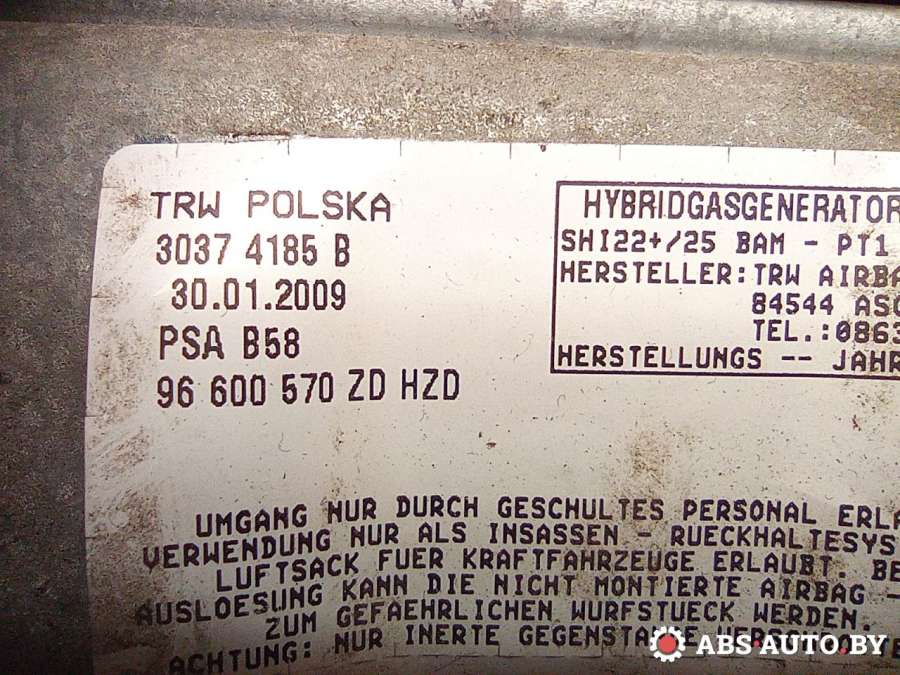 TRW POLSKA
3037 4185 B
30.01.2009
PSA B58
96 600 570 ZD HZD
HYBRIDGASGENERATOR
SHI22+/25 BAM - PT1
HERSTELLER: TRW AIRBA
84544 ASC
TEL.:0863
HERSTELLUNGS -- JAHR
UMGANG NUR DURCH GESCHULTES PERSONAL ERLA
VERWENDUNG NUR ALS INSASSEN - RUECKHALTESYS
LUFTSACK FUER KRAFTFAHRZEUGE ERLAUBT. BE
AUSLOESUNG KANN DIE NICHT MONTIERTE AIRBAG -
ZUM GEFAEHRLICHEN WURFSTUECK WERDEN.
ACHTUNG: NUR INERTE
ABS-AUTO.BY